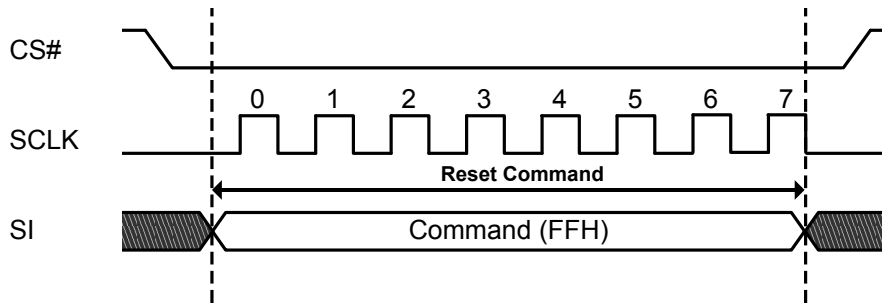 CS#
0 1 2 3 4 5 6 7
SCLK
Reset Command
SI
Command (FFH)